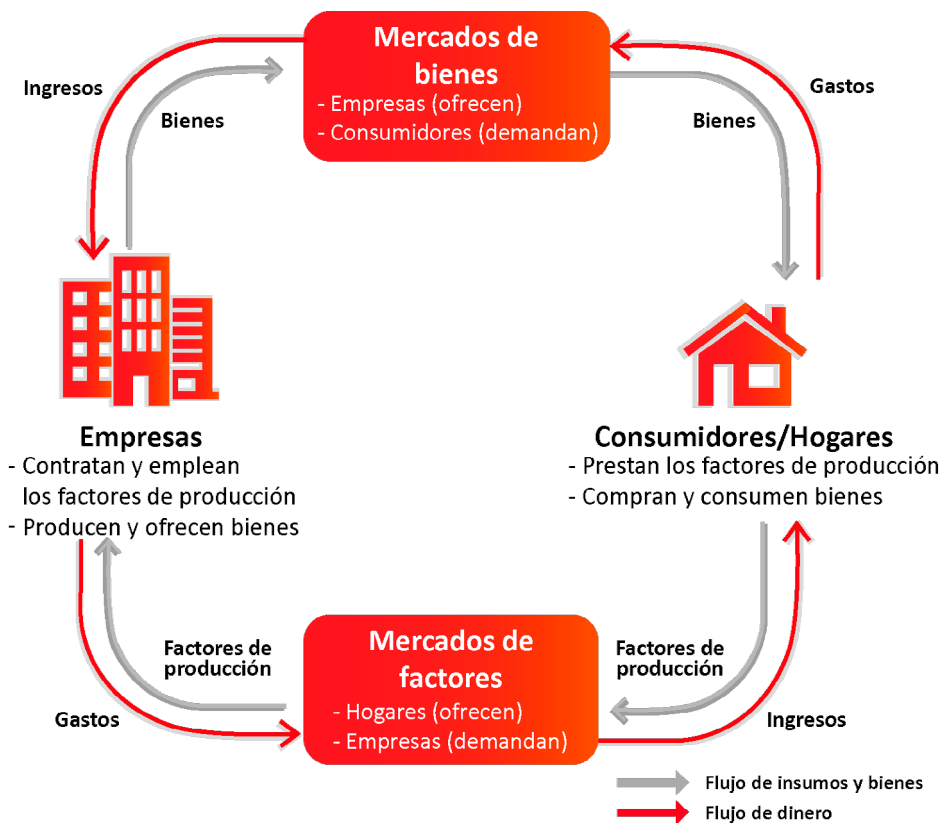 Mercados de
bienes
- Empresas (ofrecen)
- Consumidores (demandan)
Ingresos
Bienes
Gastos
Bienes
Empresas
- Contratan y emplean
los factores de producción
- Producen y ofrecen bienes
Consumidores/Hogares
- Prestan los factores de producción
- Compran y consumen bienes
Factores de
producción
Gastos
Mercados de
factores
- Hogares (ofrecen)
- Empresas (demandan)
Factores de
producción
Ingresos
Flujo de insumos y bienes
Flujo de dinero